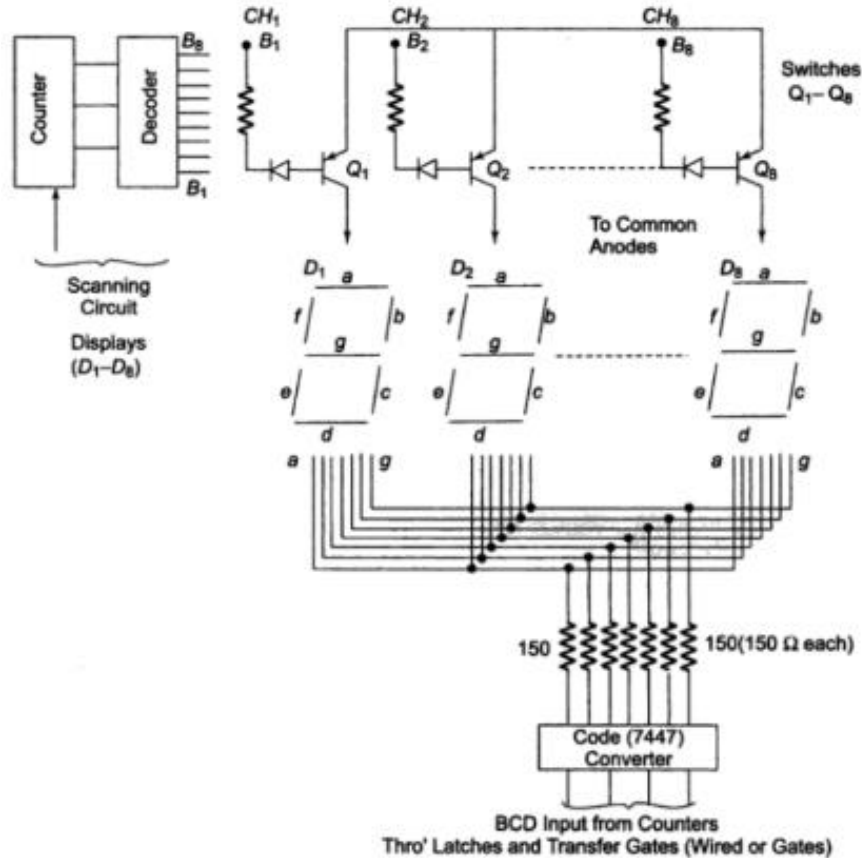 CH1 CH2 CH8
B8 B1 B2 B8
Switches
Q1– Q8
Counter
Decoder
Q1 Q2 Q8
B1
To Common
Anodes
Scanning
Circuit
Displays
(D1–D8)
D1 a D2 a D8 a
f b f b f b
g g g
e c e c e c
d d d
a g a g
150 150(150 Ω each)
Code (7447)
Converter
BCD Input from Counters
Thro' Latches and Transfer Gates (Wired or Gates)